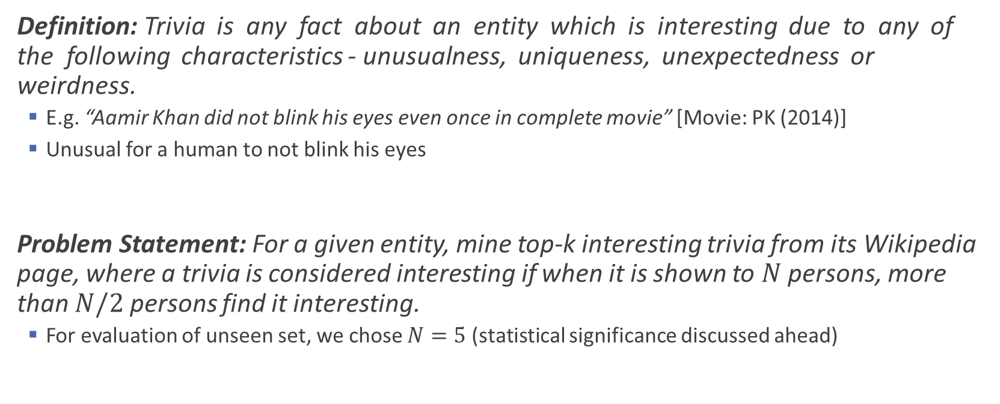 Definition: Trivia is any fact about an entity which is interesting due to any of
the following characteristics - unusualness, uniqueness, unexpectedness or
weirdness.
▪ E.g. “Aamir Khan did not blink his eyes even once in complete movie” [Movie: PK (2014)]
▪ Unusual for a human to not blink his eyes
Problem Statement: For a given entity, mine top-k interesting trivia from its Wikipedia
page, where a trivia is considered interesting if when it is shown to N persons, more
than N/2 persons find it interesting.
▪ For evaluation of unseen set, we chose N = 5 (statistical significance discussed ahead)